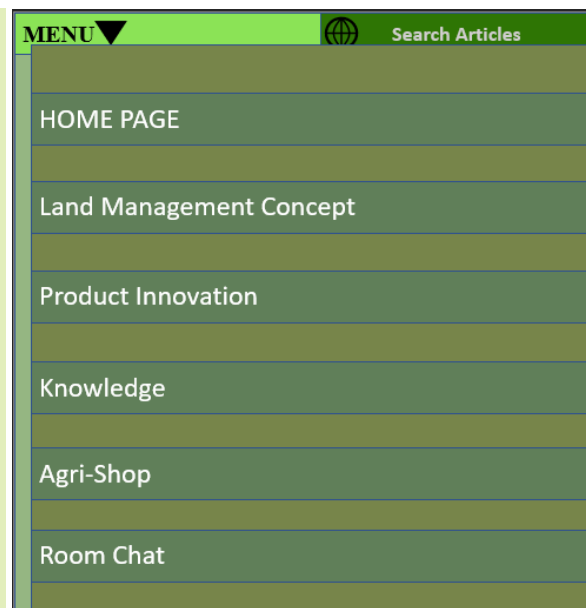 MENU
Search Articles
HOME PAGE
Land Management Concept
Product Innovation
Knowledge
Agri-Shop
Room Chat